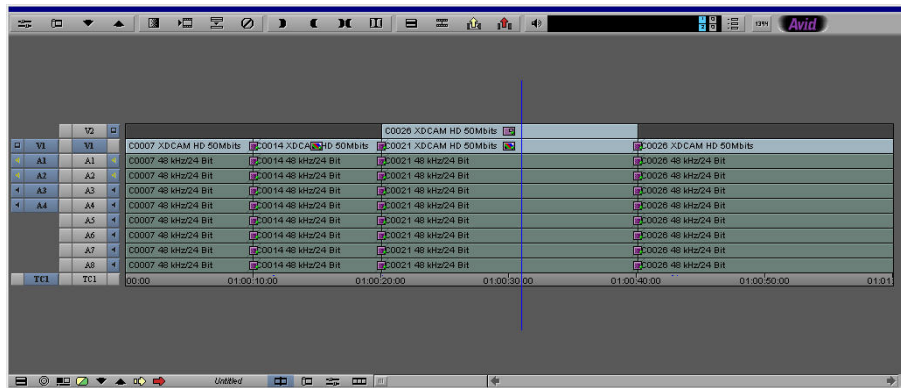 Avid
V2
C0026 XDCAM HD 50Mbits
V1 V1 C0007 XDCAM HD 50Mbits C0014 XDCA HD 50Mbits C0021 XDCAM HD 50Mbits C0026 XDCAM HD 50Mbits
A1 A1 C0007 48 kHz/24 Bit C0014 48 kHz/24 Bit C0021 48 kHz/24 Bit C0026 48 kHz/24 Bit
A2 A2 C0007 48 kHz/24 Bit C0014 48 kHz/24 Bit C0021 48 kHz/24 Bit C0026 48 kHz/24 Bit
A3 A3 C0007 48 kHz/24 Bit C0014 48 kHz/24 Bit C0021 48 kHz/24 Bit C0026 48 kHz/24 Bit
A4 A4 C0007 48 kHz/24 Bit C0014 48 kHz/24 Bit C0021 48 kHz/24 Bit C0026 48 kHz/24 Bit
A5 C0007 48 kHz/24 Bit C0014 48 kHz/24 Bit C0021 48 kHz/24 Bit C0026 48 kHz/24 Bit
A6 C0007 48 kHz/24 Bit C0014 48 kHz/24 Bit C0021 48 kHz/24 Bit C0026 48 kHz/24 Bit
A7 C0007 48 kHz/24 Bit C0014 48 kHz/24 Bit C0021 48 kHz/24 Bit C0026 48 kHz/24 Bit
A8 C0007 48 kHz/24 Bit C0014 48 kHz/24 Bit C0021 48 kHz/24 Bit C0026 48 kHz/24 Bit
TC1 TC1 00:00 01:00:10:00 01:00:20:00 01:00:30:00 01:00:40:00 01:00:50:00 01:01:
Untitled